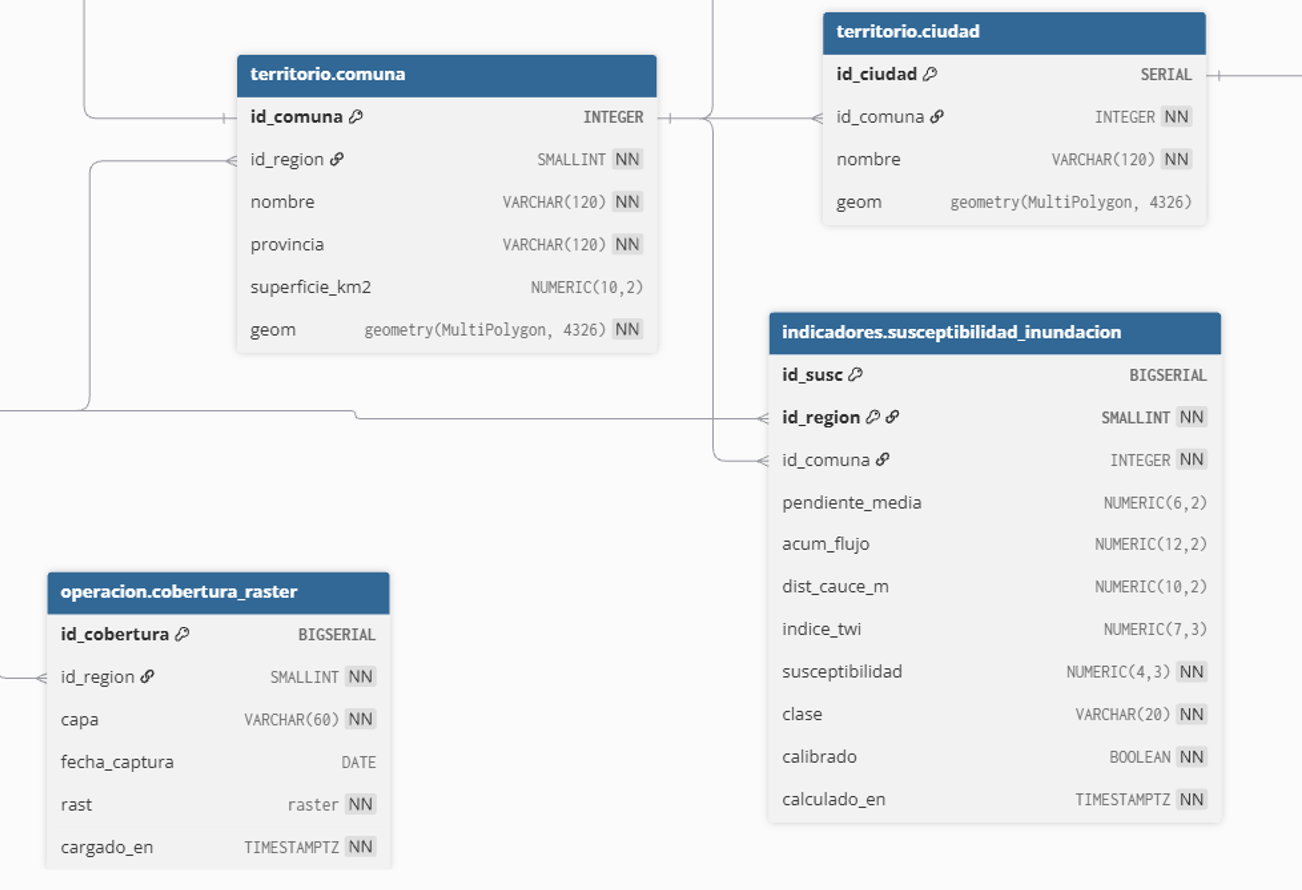 territorio.comuna
id_comuna INTEGER
id_region SMALLINT NN
nombre VARCHAR(120) NN
provincia VARCHAR(120) NN
superficie_km2 NUMERIC(10,2)
geom geometry(MultiPolygon, 4326) NN
territorio.ciudad
id_ciudad SERIAL
id_comuna INTEGER NN
nombre VARCHAR(120) NN
geom geometry(MultiPolygon, 4326)
indicadores.susceptibilidad_inundacion
id_susc BIGSERIAL
id_region SMALLINT NN
id_comuna INTEGER NN
pendiente_media NUMERIC(6,2)
acum_flujo NUMERIC(12,2)
dist_cauce_m NUMERIC(10,2)
indice_twi NUMERIC(7,3)
susceptibilidad NUMERIC(4,3) NN
clase VARCHAR(20) NN
calibrado BOOLEAN NN
calculado_en TIMESTAMPTZ NN
operacion.cobertura_raster
id_cobertura BIGSERIAL
id_region SMALLINT NN
capa VARCHAR(60) NN
fecha_captura DATE
rast raster NN
cargado_en TIMESTAMPTZ NN